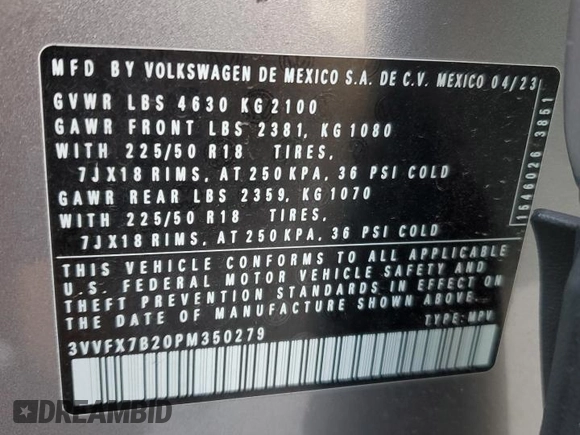 MFD BY VOLKSWAGEN DE MEXICO S.A. DE C.V. MEXICO 04/23
GVWR LBS 4630 KG 2100
GAWR FRONT LBS 2381, KG 1080
WITH 225/50 R18 TIRES,
7JX18 RIMS, AT 250 KPA, 36 PSI COLD
GAWR REAR LBS 2359, KG 1070
WITH 225/50 R18 TIRES,
7JX18 RIMS, AT 250 KPA, 36 PSI COLD
THIS VEHICLE CONFORMS TO ALL APPLICABLE
U.S. FEDERAL MOTOR VEHICLE SAFETY AND
THEFT PREVENTION STANDARDS IN EFFECT ON
THE DATE OF MANUFACTURE SHOWN ABOVE.
TYPE: MPV
3VVFX7B20PM350279
1546026 3851
DREAMBID